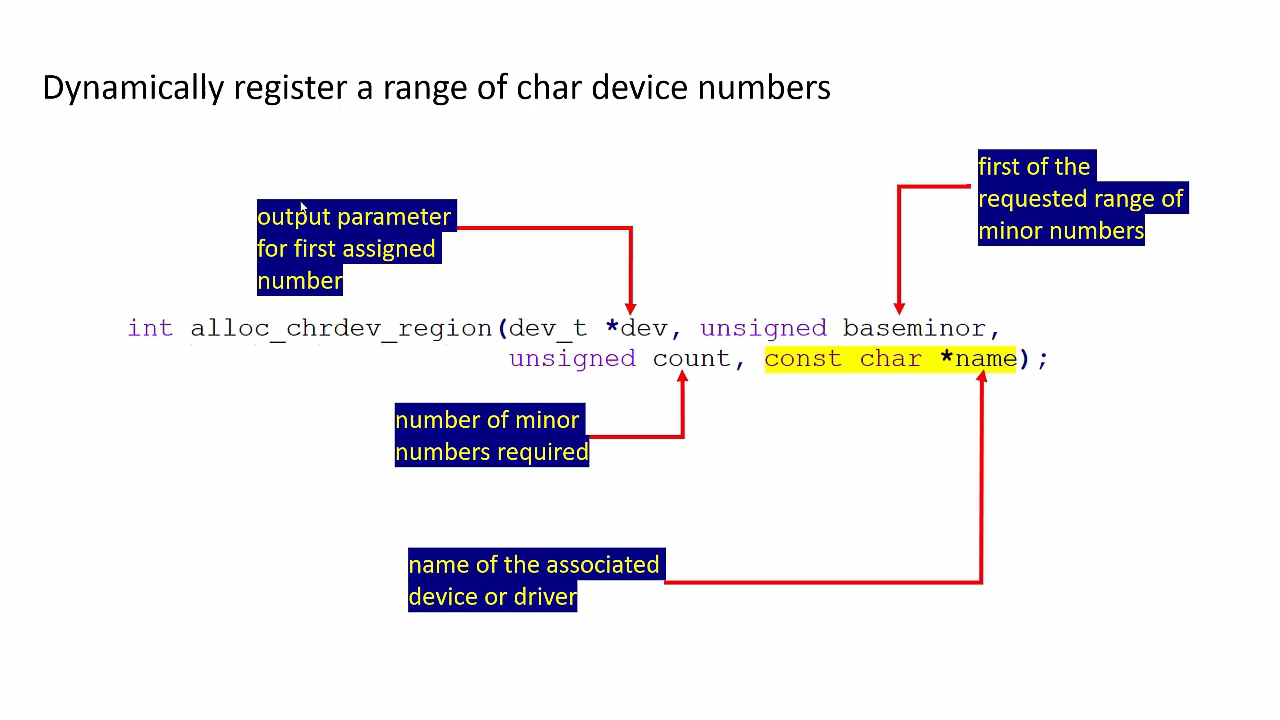 Dynamically register a range of char device numbers
first of the
requested range of
minor numbers
output parameter
for first assigned
number
int alloc_chrdev_region(dev_t *dev, unsigned baseminor,
unsigned count, const char *name);
number of minor
numbers required
name of the associated
device or driver